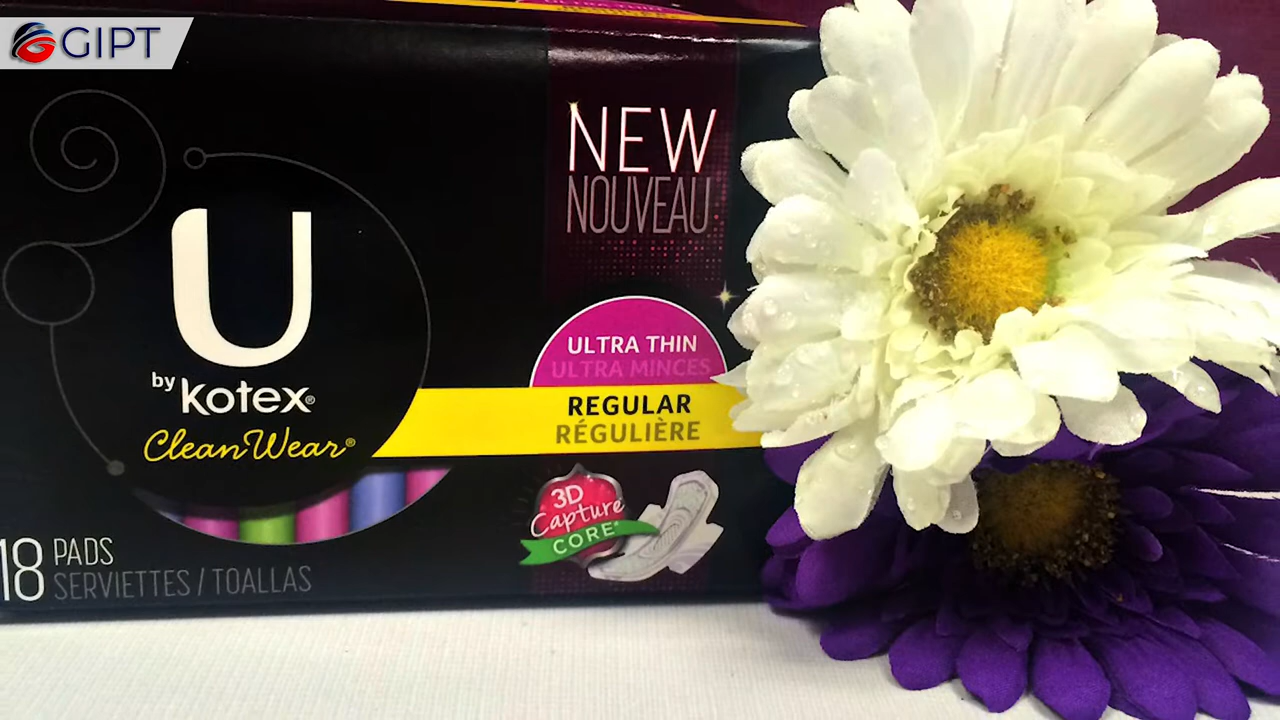 GIPT
NEW
NOUVEAU
U
by Kotex®
CleanWear®
ULTRA THIN
ULTRA MINCES
REGULAR
RÉGULIÈRE
3D
Capture
CORE*
18 PADS
SERVIETTES / TOALLAS